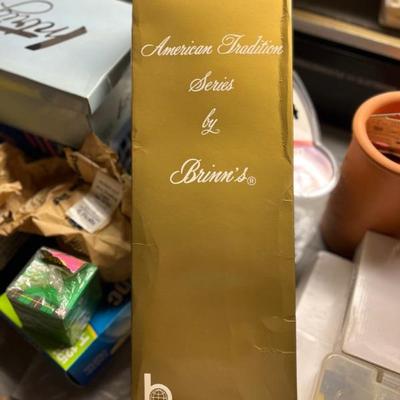 American Tradition
Series
by
Brinn's®
b